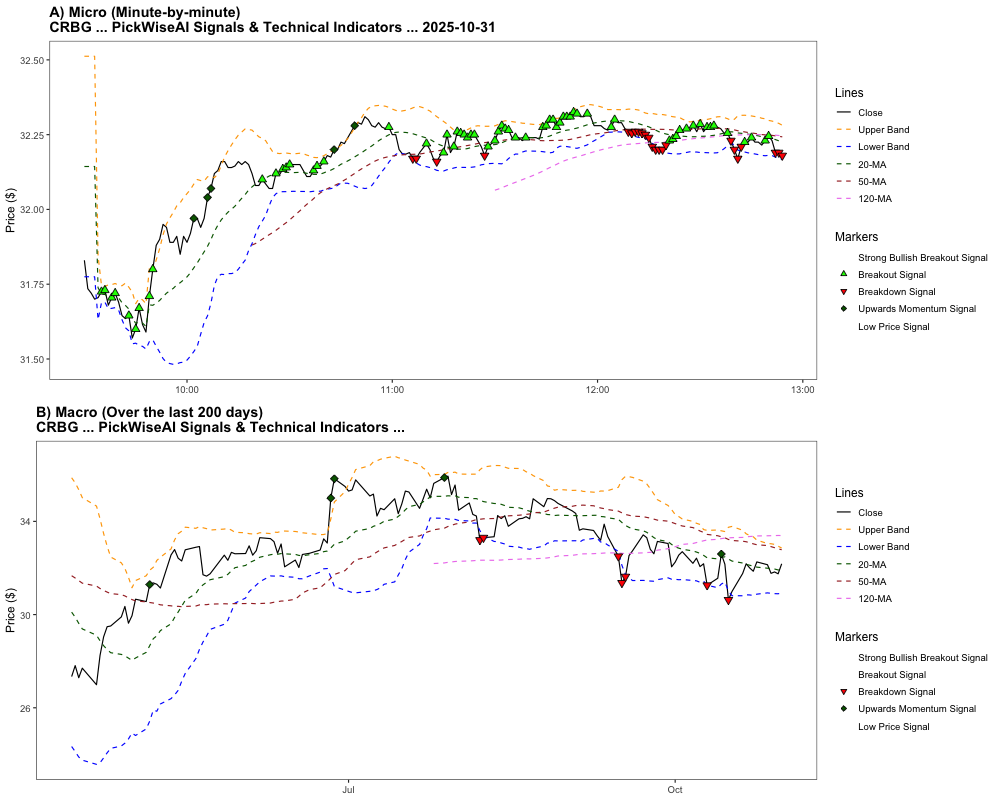 A) Micro (Minute-by-minute)
CRBG ... PickWiseAI Signals & Technical Indicators ... 2025-10-31
32.50
32.25
32.00
31.75
31.50
Price ($)
10:00
11:00
12:00
13:00
Lines
Close
Upper Band
Lower Band
20-MA
50-MA
120-MA
Markers
Strong Bullish Breakout Signal
Breakout Signal
Breakdown Signal
Upwards Momentum Signal
Low Price Signal
B) Macro (Over the last 200 days)
CRBG ... PickWiseAI Signals & Technical Indicators ...
34
30
26
Price ($)
Jul
Oct
Lines
Close
Upper Band
Lower Band
20-MA
50-MA
120-MA
Markers
Strong Bullish Breakout Signal
Breakout Signal
Breakdown Signal
Upwards Momentum Signal
Low Price Signal